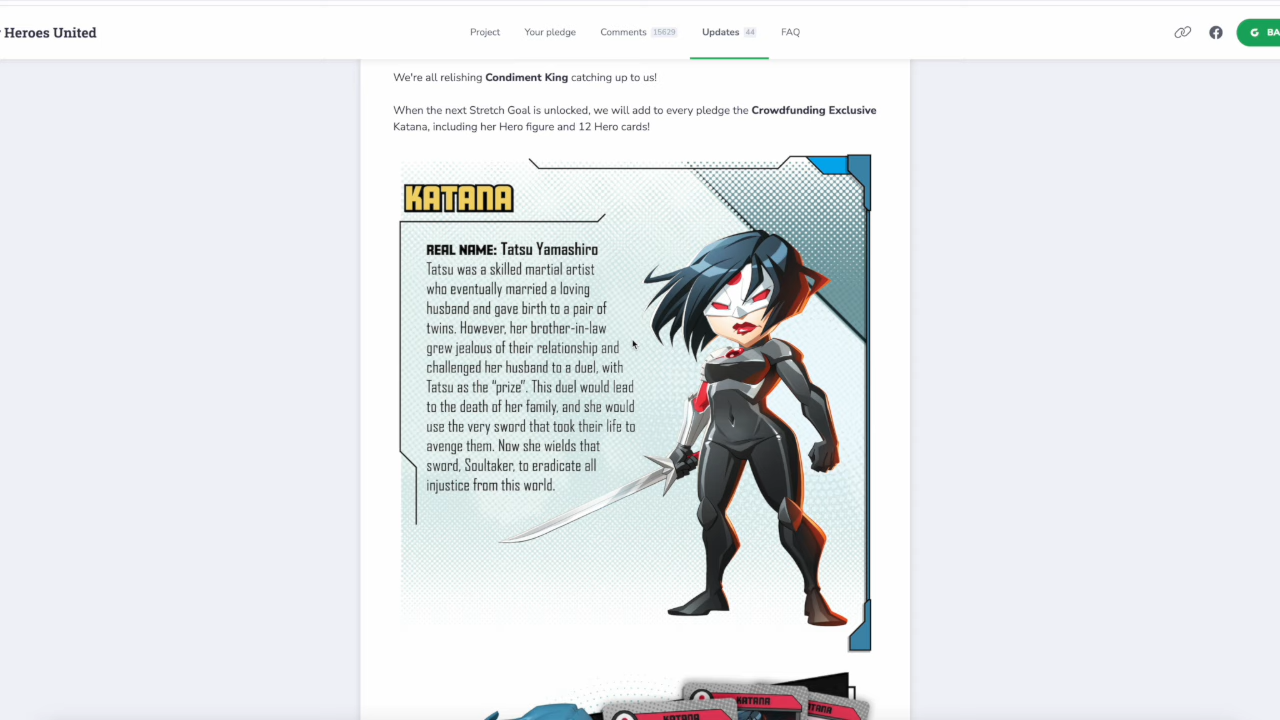 Heroes United
Project
Your pledge
Comments 15629
Updates 44
FAQ
BA
We're all relishing Condiment King catching up to us!
When the next Stretch Goal is unlocked, we will add to every pledge the Crowdfunding Exclusive
Katana, including her Hero figure and 12 Hero cards!
KATANA
REAL NAME: Tatsu Yamashiro
Tatsu was a skilled martial artist
who eventually married a loving
husband and gave birth to a pair of
twins. However, her brother-in-law
grew jealous of their relationship and
challenged her husband to a duel, with
Tatsu as the "prize". This duel would lead
to the death of her family, and she would
use the very sword that took their life to
avenge them. Now she wields that
sword, Soultaker, to eradicate all
injustice from this world.
KATANA
KATANA
TANA